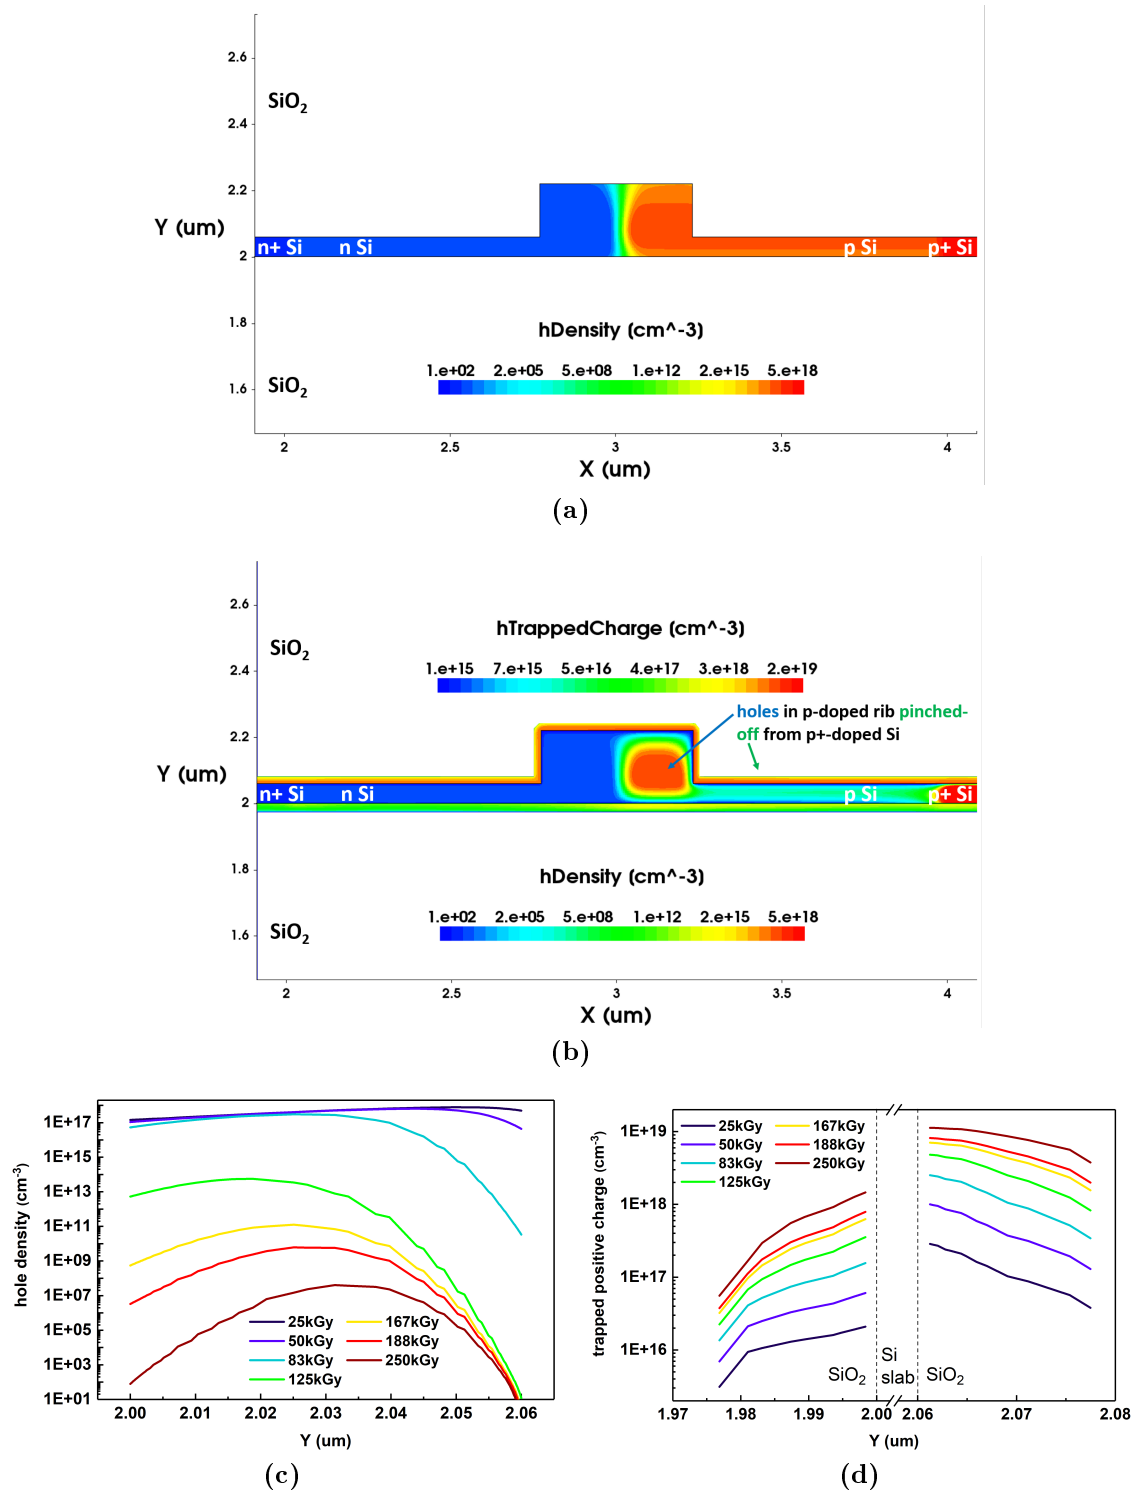 2.6
SiO2
2.4
2.2
Y (um)
n+ Si n Si p Si p+ Si
2
1.8
hDensity (cm^-3)
1.e+02 2.e+05 5.e+08 1.e+12 2.e+15 5.e+18
1.6
SiO2
2 2.5 3 3.5 4
X (um)
(a)
2.6
hTrappedCharge (cm^-3)
SiO2
2.4
1.e+15 7.e+15 5.e+16 4.e+17 3.e+18 2.e+19
holes in p-doped rib pinched-
off from p+-doped Si
2.2
Y (um)
n+ Si n Si p Si p+ Si
2
1.8
hDensity (cm^-3)
1.e+02 2.e+05 5.e+08 1.e+12 2.e+15 5.e+18
1.6
SiO2
2 2.5 3 3.5 4
X (um)
(b)
hole density (cm-3)
1E+17
1E+15
1E+13
1E+11
1E+09
1E+07
1E+05
1E+03
1E+01
25kGy 167kGy
50kGy 188kGy
83kGy 250kGy
125kGy
2.00 2.01 2.02 2.03 2.04 2.05 2.06
Y (um)
(c)
trapped positive charge (cm-3)
1E+19
1E+18
1E+17
1E+16
25kGy 167kGy
50kGy 188kGy
83kGy 250kGy
125kGy
SiO2
Si
slab
SiO2
1.97 1.98 1.99 2.00 2.06 2.07 2.08
Y (um)
(d)